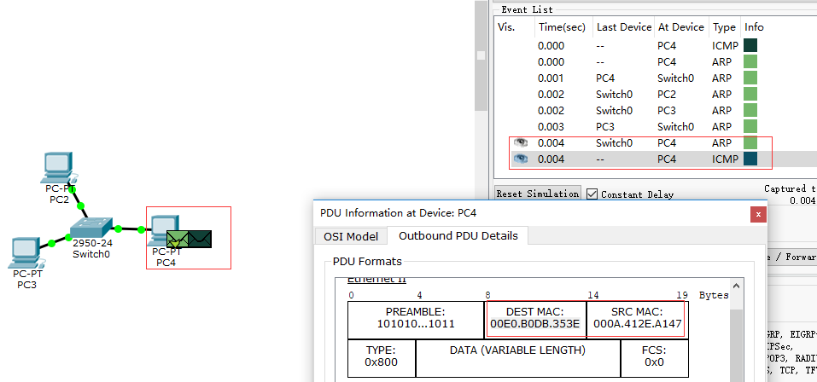 Event List
Vis. Time(sec) Last Device At Device Type Info
0.000 -- PC4 ICMP
0.000 -- PC4 ARP
0.001 PC4 Switch0 ARP
0.002 Switch0 PC2 ARP
0.002 Switch0 PC3 ARP
0.003 PC3 Switch0 ARP
0.004 Switch0 PC4 ARP
0.004 -- PC4 ICMP
Reset Simulation Constant Delay Captured t
0.004
PC-PT
PC2
2950-24
Switch0
PC-PT
PC4
PC-PT
PC3
PDU Information at Device: PC4
OSI Model Outbound PDU Details
PDU Formats
Ethernet II
0 4 8 14 19 Bytes
PREAMBLE: DEST MAC: SRC MAC:
101010...1011 00E0.B0DB.353E 000A.412E.A147
TYPE: DATA (VARIABLE LENGTH) FCS:
0x800 0x0
s / Forwar
GRP, EIGRP
IPSec,
POP3, RADI
, TCP, TF